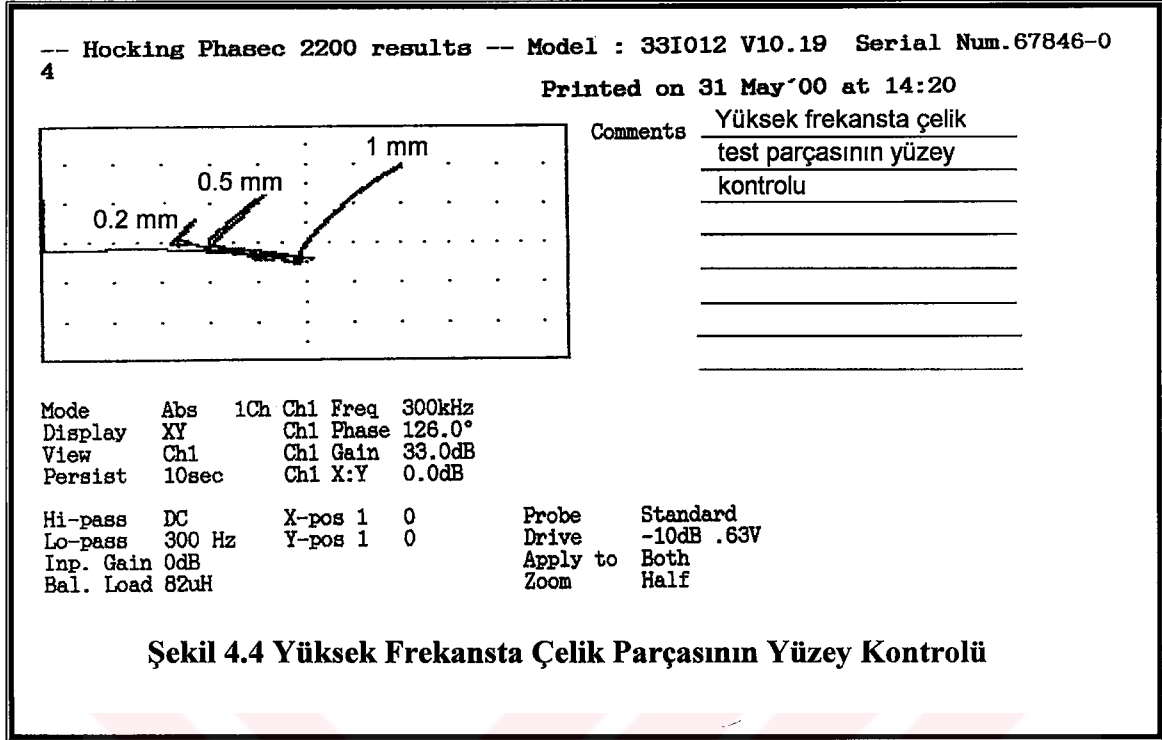 -- Hocking Phasec 2200 results -- Model : 33I012 V10.19 Serial Num.67846-0
4
Printed on 31 May´00 at 14:20
Comments Yüksek frekansta çelik
test parçasının yüzey
kontrolu
1 mm
0.5 mm
0.2 mm
Mode Abs 1Ch Ch1 Freq 300kHz
Display XY Ch1 Phase 126.0°
View Ch1 Ch1 Gain 33.0dB
Persist 10sec Ch1 X:Y 0.0dB
Hi-pass DC X-pos 1 0 Probe Standard
Lo-pass 300 Hz Y-pos 1 0 Drive -10dB .63V
Inp. Gain 0dB Apply to Both
Bal. Load 82uH Zoom Half
Şekil 4.4 Yüksek Frekansta Çelik Parçasının Yüzey Kontrolü